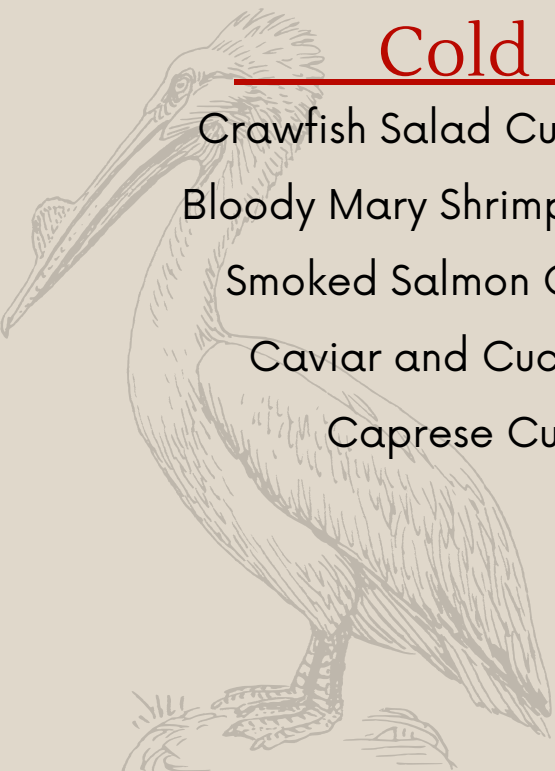 Cold
Crawfish Salad Cu
Bloody Mary Shrimp
Smoked Salmon
Caviar and Cuc
Caprese Cu